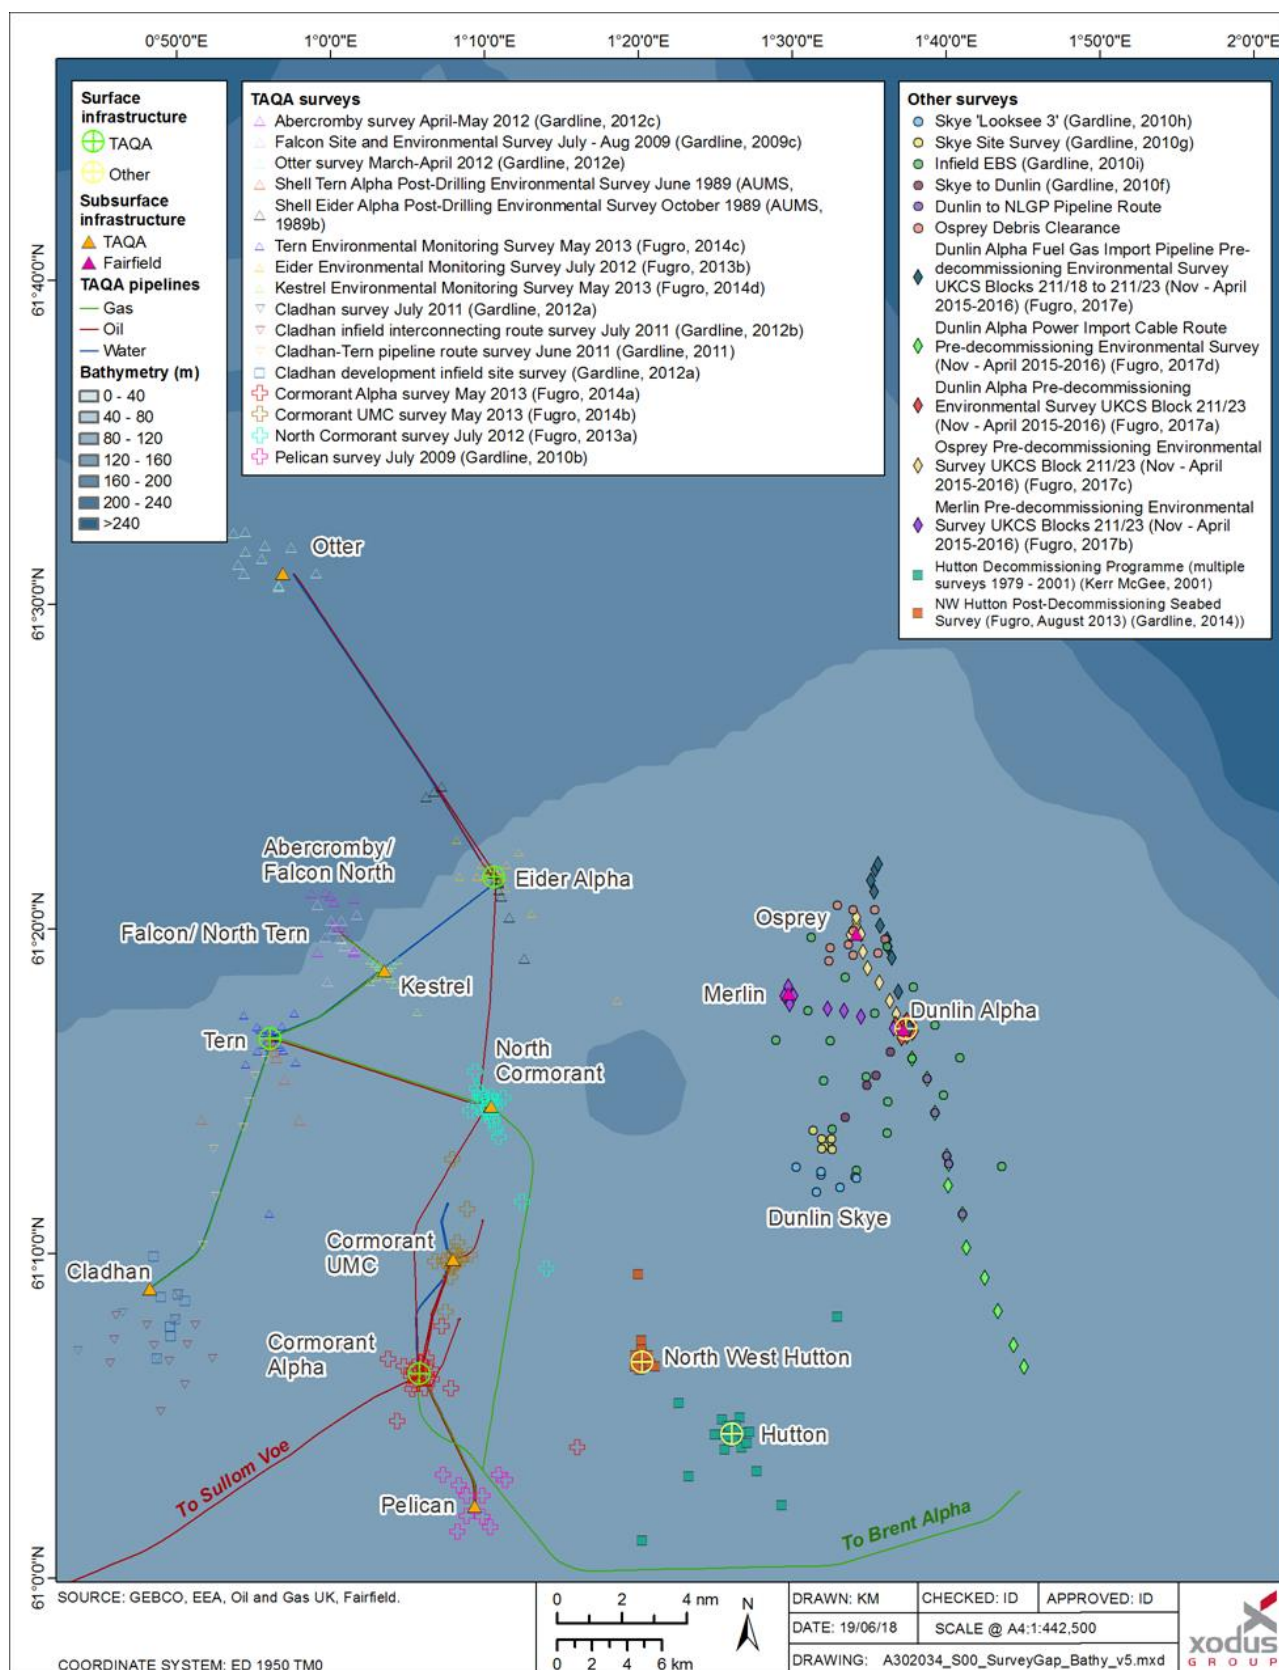 0°50'0"E 1°0'0"E 1°10'0"E 1°20'0"E 1°30'0"E 1°40'0"E 1°50'0"E 2°0'0"E
61°40'0"N
61°30'0"N
61°20'0"N
61°10'0"N
61°0'0"N
Surface
infrastructure
TAQA
Other
Subsurface
infrastructure
TAQA
Fairfield
TAQA pipelines
Gas
Oil
Water
Bathymetry (m)
0 - 40
40 - 80
80 - 120
120 - 160
160 - 200
200 - 240
>240
TAQA surveys
Abercromby survey April-May 2012 (Gardline, 2012c)
Falcon Site and Environmental Survey July - Aug 2009 (Gardline, 2009c)
Otter survey March-April 2012 (Gardline, 2012e)
Shell Tern Alpha Post-Drilling Environmental Survey June 1989 (AUMS,
Shell Eider Alpha Post-Drilling Environmental Survey October 1989 (AUMS,
1989b)
Tern Environmental Monitoring Survey May 2013 (Fugro, 2014c)
Eider Environmental Monitoring Survey July 2012 (Fugro, 2013b)
Kestrel Environmental Monitoring Survey May 2013 (Fugro, 2014d)
Cladhan survey July 2011 (Gardline, 2012a)
Cladhan infield interconnecting route survey July 2011 (Gardline, 2012b)
Cladhan-Tern pipeline route survey June 2011 (Gardline, 2011)
Cladhan development infield site survey (Gardline, 2012a)
Cormorant Alpha survey May 2013 (Fugro, 2014a)
Cormorant UMC survey May 2013 (Fugro, 2014b)
North Cormorant survey July 2012 (Fugro, 2013a)
Pelican survey July 2009 (Gardline, 2010b)
Other surveys
Skye 'Looksee 3' (Gardline, 2010h)
Skye Site Survey (Gardline, 2010g)
Infield EBS (Gardline, 2010i)
Skye to Dunlin (Gardline, 2010f)
Dunlin to NLGP Pipeline Route
Osprey Debris Clearance
Dunlin Alpha Fuel Gas Import Pipeline Pre-
decommissioning Environmental Survey
UKCS Blocks 211/18 to 211/23 (Nov - April
2015-2016) (Fugro, 2017e)
Dunlin Alpha Power Import Cable Route
Pre-decommissioning Environmental Survey
(Nov - April 2015-2016) (Fugro, 2017d)
Dunlin Alpha Pre-decommissioning
Environmental Survey UKCS Block 211/23
(Nov - April 2015-2016) (Fugro, 2017a)
Osprey Pre-decommissioning Environmental
Survey UKCS Block 211/23 (Nov - April
2015-2016) (Fugro, 2017c)
Merlin Pre-decommissioning Environmental
Survey UKCS Blocks 211/23 (Nov - April
2015-2016) (Fugro, 2017b)
Hutton Decommissioning Programme (multiple
surveys 1979 - 2001) (Kerr McGee, 2001)
NW Hutton Post-Decommissioning Seabed
Survey (Fugro, August 2013) (Gardline, 2014))
Otter
Abercromby/
Falcon North
Eider Alpha
Falcon/ North Tern
Kestrel
Osprey
Merlin
Dunlin Alpha
Tern
North
Cormorant
Dunlin Skye
Cormorant
UMC
Cladhan
Cormorant
Alpha
North West Hutton
Hutton
To Sullom Voe
Pelican
To Brent Alpha
SOURCE: GEBCO, EEA, Oil and Gas UK, Fairfield.
COORDINATE SYSTEM: ED 1950 TM0
0 2 4 nm
0 2 4 6 km
N
DRAWN: KM
CHECKED: ID
APPROVED: ID
DATE: 19/06/18
SCALE @ A4:1:442,500
DRAWING: A302034_S00_SurveyGap_Bathy_v5.mxd
xodus
GROUP